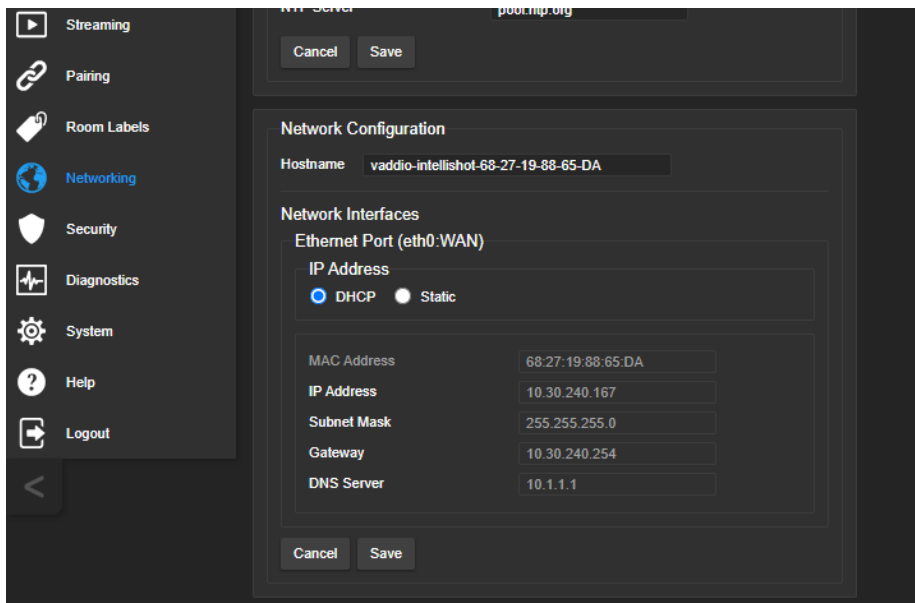 Streaming
Pairing
Room Labels
Networking
Security
Diagnostics
System
Help
Logout
<
NTP Server pool.ntp.org
Cancel Save
Network Configuration
Hostname vaddio-intellishot-68-27-19-88-65-DA
Network Interfaces
Ethernet Port (eth0:WAN)
IP Address
DHCP Static
MAC Address 68:27:19:88:65:DA
IP Address 10.30.240.167
Subnet Mask 255.255.255.0
Gateway 10.30.240.254
DNS Server 10.1.1.1
Cancel Save